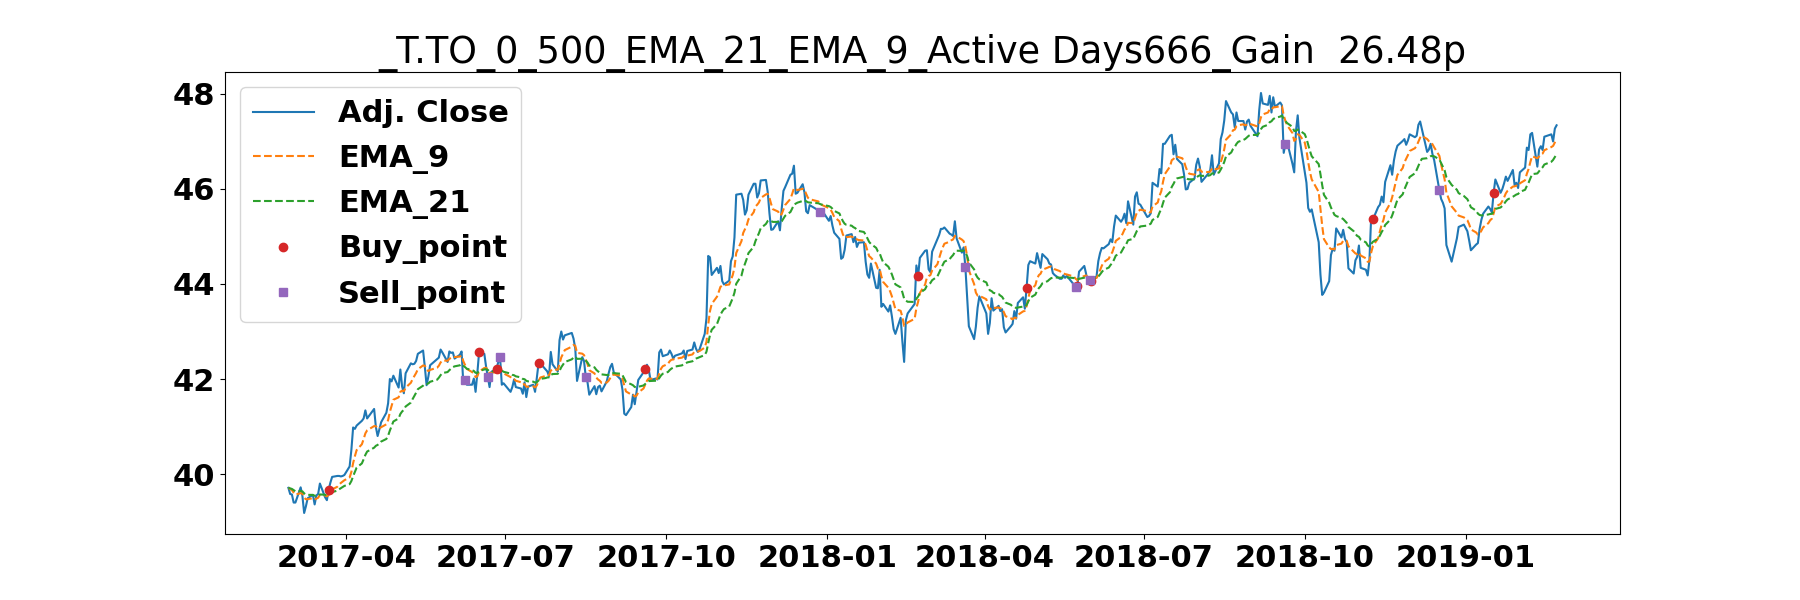 _T.TO_0_500_EMA_21_EMA_9_Active Days666_Gain  26.48p
48
46
44
42
40
Adj. Close
EMA_9
EMA_21
Buy_point
Sell_point
2017-04 2017-07 2017-10 2018-01 2018-04 2018-07 2018-10 2019-01